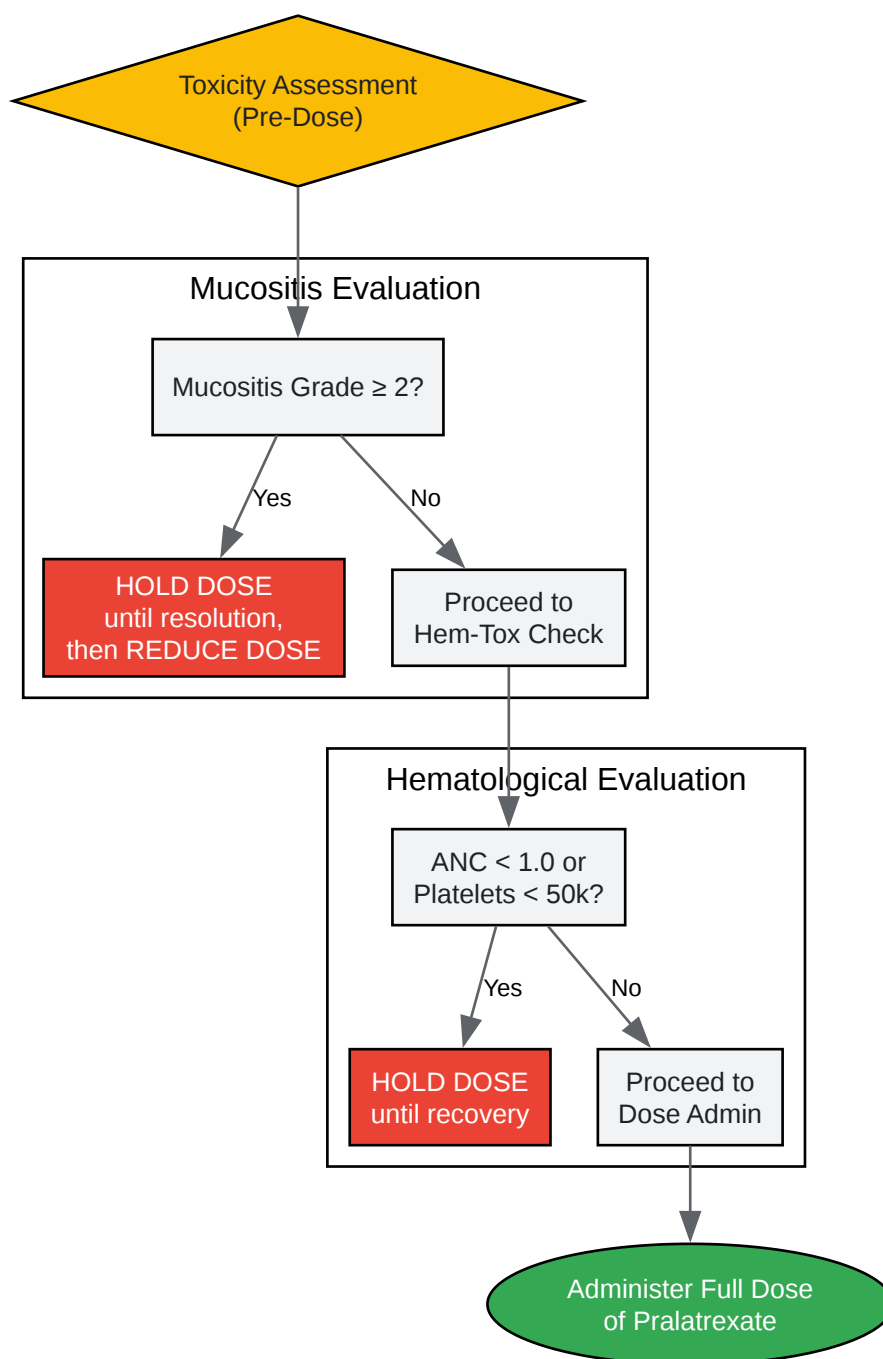 Toxicity Assessment
(Pre-Dose)
Mucositis Evaluation
Mucositis Grade ≥ 2?
Yes
No
HOLD DOSE
until resolution,
then REDUCE DOSE
Proceed to
Hem-Tox Check
Hematological Evaluation
ANC < 1.0 or
Platelets < 50k?
Yes
No
HOLD DOSE
until recovery
Proceed to
Dose Admin
Administer Full Dose
of Pralatrexate